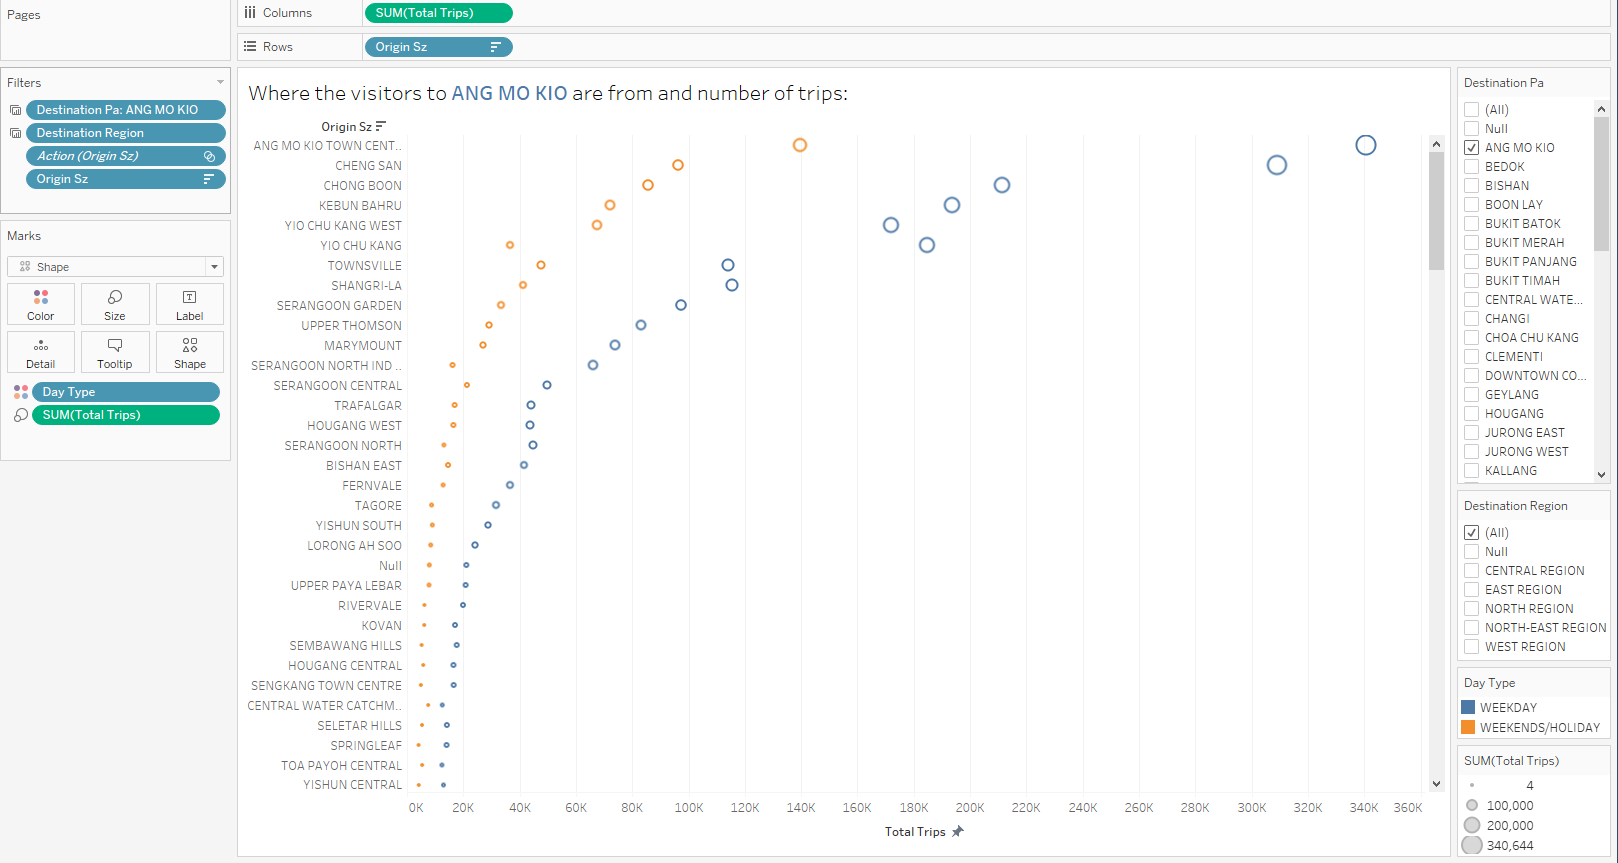 Pages
Columns
SUM(Total Trips)
Rows
Origin Sz
Filters
Destination Pa: ANG MO KIO
Destination Region
Action (Origin Sz)
Origin Sz
Marks
Shape
Color
Size
Label
Detail
Tooltip
Shape
Day Type
SUM(Total Trips)
Where the visitors to ANG MO KIO are from and number of trips:
Origin Sz
ANG MO KIO TOWN CENT..
CHENG SAN
CHONG BOON
KEBUN BAHRU
YIO CHU KANG WEST
YIO CHU KANG
TOWNSVILLE
SHANGRI-LA
SERANGOON GARDEN
UPPER THOMSON
MARYMOUNT
SERANGOON NORTH IND ..
SERANGOON CENTRAL
TRAFALGAR
HOUGANG WEST
SERANGOON NORTH
BISHAN EAST
FERNVALE
TAGORE
YISHUN SOUTH
LORONG AH SOO
Null
UPPER PAYA LEBAR
RIVERVALE
KOVAN
SEMBAWANG HILLS
HOUGANG CENTRAL
SENGKANG TOWN CENTRE
CENTRAL WATER CATCHM..
SELETAR HILLS
SPRINGLEAF
TOA PAYOH CENTRAL
YISHUN CENTRAL
0K 20K 40K 60K 80K 100K 120K 140K 160K 180K 200K 220K 240K 260K 280K 300K 320K 340K 360K
Total Trips
Destination Pa
(All)
Null
ANG MO KIO
BEDOK
BISHAN
BOON LAY
BUKIT BATOK
BUKIT MERAH
BUKIT PANJANG
BUKIT TIMAH
CENTRAL WATE...
CHANGI
CHOA CHU KANG
CLEMENTI
DOWNTOWN CO...
GEYLANG
HOUGANG
JURONG EAST
JURONG WEST
KALLANG
Destination Region
(All)
Null
CENTRAL REGION
EAST REGION
NORTH REGION
NORTH-EAST REGION
WEST REGION
Day Type
WEEKDAY
WEEKENDS/HOLIDAY
SUM(Total Trips)
4
100,000
200,000
340,644